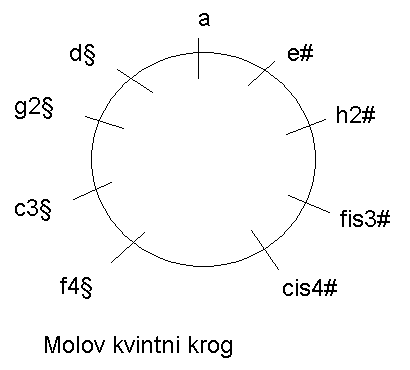 a
e#
h2#
fis3#
cis4#
f4§
c3§
g2§
d§
Molov kvintni krog